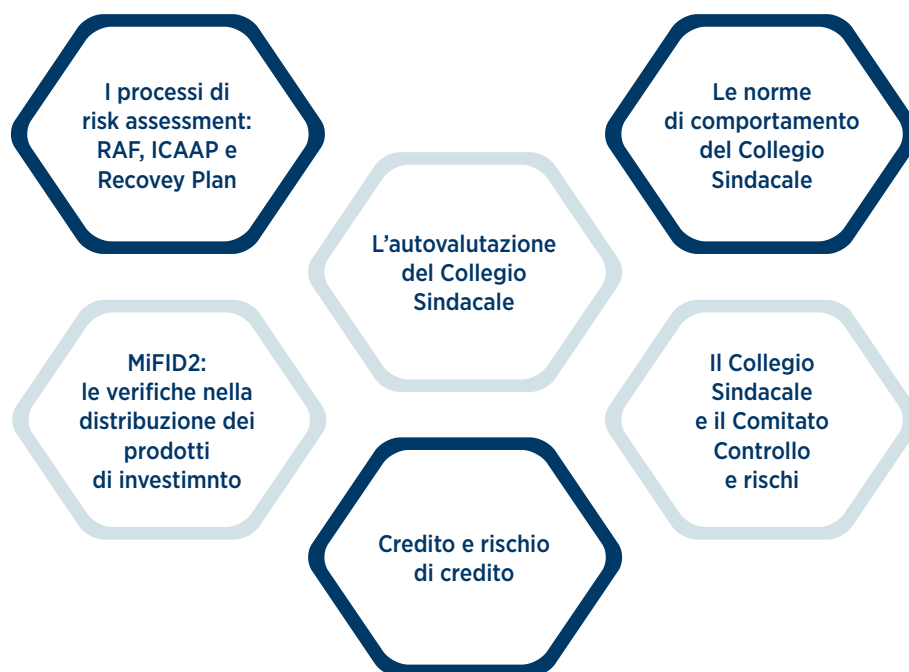 I processi di
risk assessment:
RAF, ICAAP e
Recovey Plan
Le norme
di comportamento
del Collegio
Sindacale
L'autovalutazione
del Collegio
Sindacale
MiFID2:
le verifiche nella
distribuzione dei
prodotti
di investimnto
Il Collegio
Sindacale
e il Comitato
Controllo
e rischi
Credito e rischio
di credito